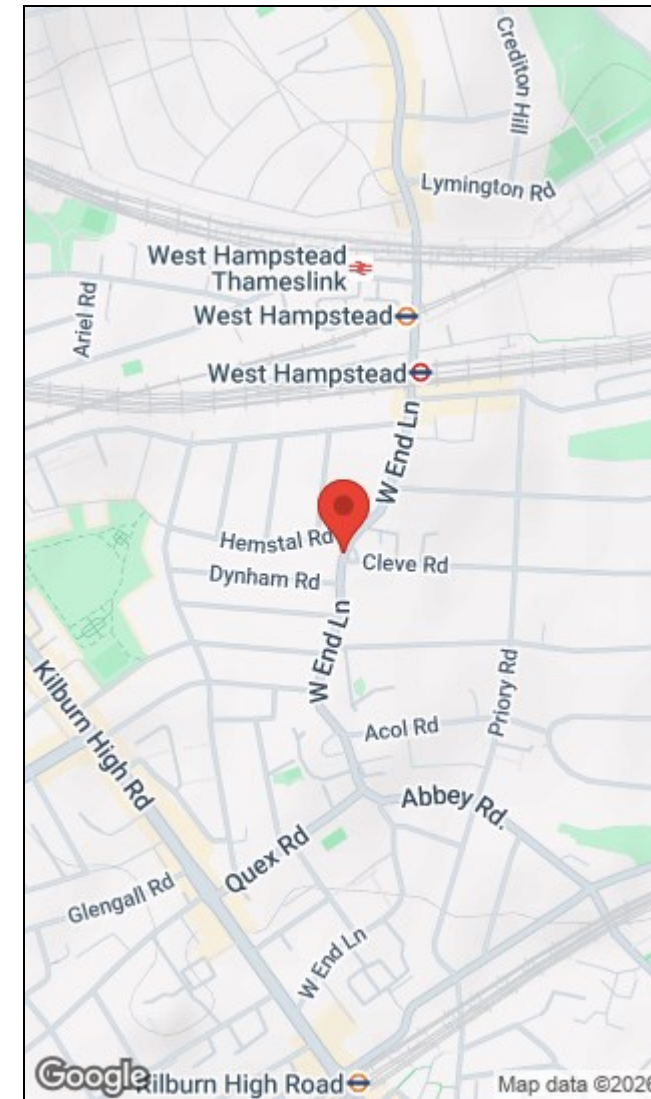 Crediton Hill
Lymington Rd
West Hampstead
Thameslink
West Hampstead
Ariel Rd
West Hampstead
W End Ln
Hemstal Rd
Cleve Rd
Dynham Rd
W End Ln
Kilburn High Rd
Priory Rd
Acol Rd
Abbey Rd.
Quex Rd
Glengall Rd
W End Ln
Google
Kilburn High Road
Map data ©2026